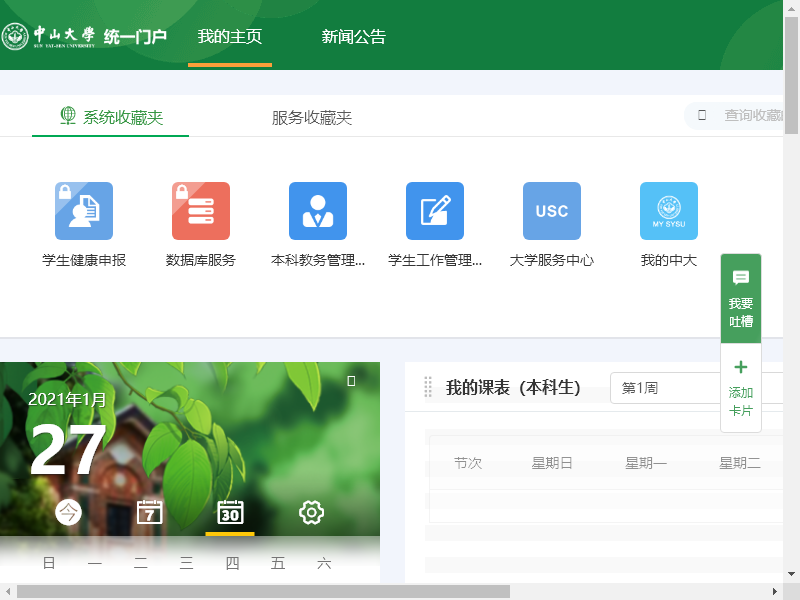 中山大学 统一门户 我的主页 新闻公告
SUN YAT-SEN UNIVERSITY
系统收藏夹 服务收藏夹 查询收藏
USC
MY SYSU
学生健康申报 数据库服务 本科教务管理... 学生工作管理... 大学服务中心 我的中大
我要
吐槽
添加
卡片
2021年1月
27
今 7 30
日 一 二 三 四 五 六
我的课表（本科生） 第1周
节次 星期日 星期一 星期二